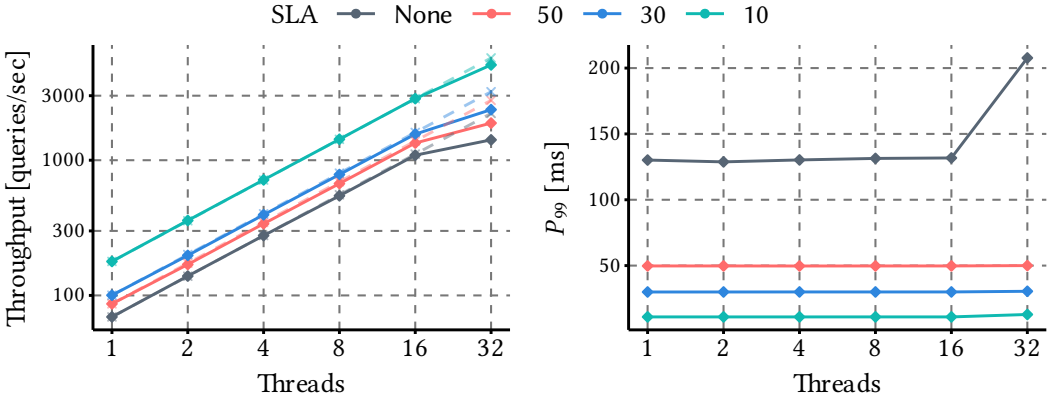 SLA None 50 30 10
Throughput [queries/sec]
3000
1000
300
100
1 2 4 8 16 32
Threads
P99 [ms]
200
150
100
50
1 2 4 8 16 32
Threads